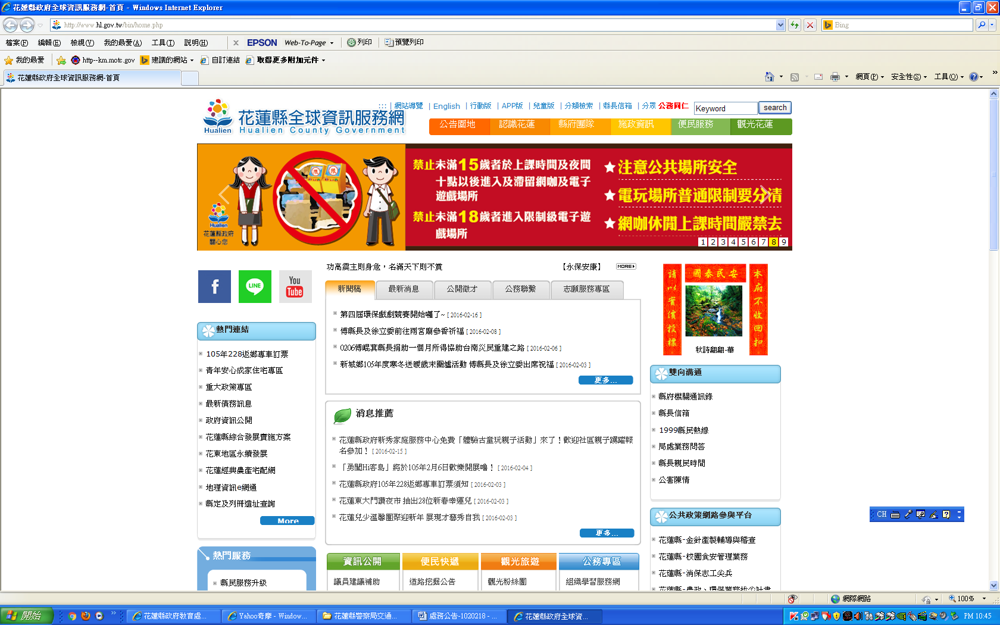 花蓮縣政府全球資訊服務網-首頁 - Windows Internet Explorer
http://www.hl.gov.tw/bin/home.php
Bing
檔案(F) 編輯(E) 檢視(V) 我的最愛(A) 工具(T) 說明(H) x EPSON Web-To-Page 列印 預覽列印
我的最愛 http--km.motc.gov 建議的網站 自訂連結 取得更多附加元件
花蓮縣政府全球資訊服務網-首頁
網頁(P) 安全性(S) 工具(O)
::: | 網站導覽 | English | 行動版 | APP版 | 兒童版 | 分類檢索 | 縣長信箱 | 分眾 公務同仁 Keyword search
Hualien 花蓮縣全球資訊服務網
Hualien County Government
公告園地 認識花蓮 縣府團隊 施政資訊 便民服務 觀光花蓮
禁止未滿15歲者於上課時間及夜間
十點以後進入及滯留網咖及電子
遊戲場所
禁止未滿18歲者進入限制級電子遊
戲場所
★注意公共場所安全
★電玩場所普通限制要分清
★網咖休閒上課時間嚴禁去
限 限
Hualien
花蓮縣政府
關心您
1 2 3 4 5 6 7 8 9
功高震主則身危，名滿天下則不賞 【永保安康】 MORE
f LINE You Tube
新聞稿 最新消息 公開徵才 公務聯繫 志願服務專區
第四屆環保戲劇競賽開始囉了~ [ 2016-02-16 ]
傅縣長及徐立委前往兩宮廟參香祈福 [ 2016-02-08 ]
0206傅崐萁縣長捐助一個月所得協助台南災民重建之路 [ 2016-02-06 ]
新城鄉105年度寒冬送暖歲末圍爐活動 傅縣長及徐立委出席祝福 [ 2016-02-03 ]
更多...
熱門連結
105年228返鄉專車訂票
青年安心成家住宅專區
重大政策專區
最新債務訊息
政府資訊公開
花蓮縣綜合發展實施方案
花東地區永續發展
花蓮經典農產宅配網
地理資訊e網通
縣定及列冊遺址查詢
More
熱門服務
縣民服務升級
消息推薦
花蓮縣政府新秀家庭服務中心免費「體驗古童玩親子活動」來了！歡迎社區親子踴躍報
名參加！ [ 2016-02-15 ]
「勇闖Hi客島」將於105年2月6日歡樂開展嚕！ [ 2016-02-04 ]
花蓮縣政府105年228返鄉專車訂票須知 [ 2016-02-03 ]
花蓮東大門讚夜市 抽出28位新春幸運兒 [ 2016-02-03 ]
花蓮兒少溫馨團聚迎新年 展現才藝秀自我 [ 2016-02-03 ]
更多...
資訊公開 便民快遞 觀光旅遊 公務專區
議員建議補助 道路挖掘公告 觀光粉絲團 組織學習服務網
請以實價投標
國泰民安
本府不收回扣
秋詩翩翩-華
雙向溝通
縣府機關通訊錄
縣長信箱
1999縣民熱線
局處業務問答
縣長親民時間
公害陳情
CH
公共政策網路參與平台
花蓮縣-金針產製輔導與稽查
花蓮縣-校園食安管理業務
花蓮縣-消保志工尖兵
花蓮縣-農政、環保業務拔尖計畫
網際網路 100%
開始 花蓮縣政府教育處... Yahoo奇摩 - Window... 花蓮縣警察局交通... 處務公告-1020218 - ... 花蓮縣政府全球資... PM 10:45